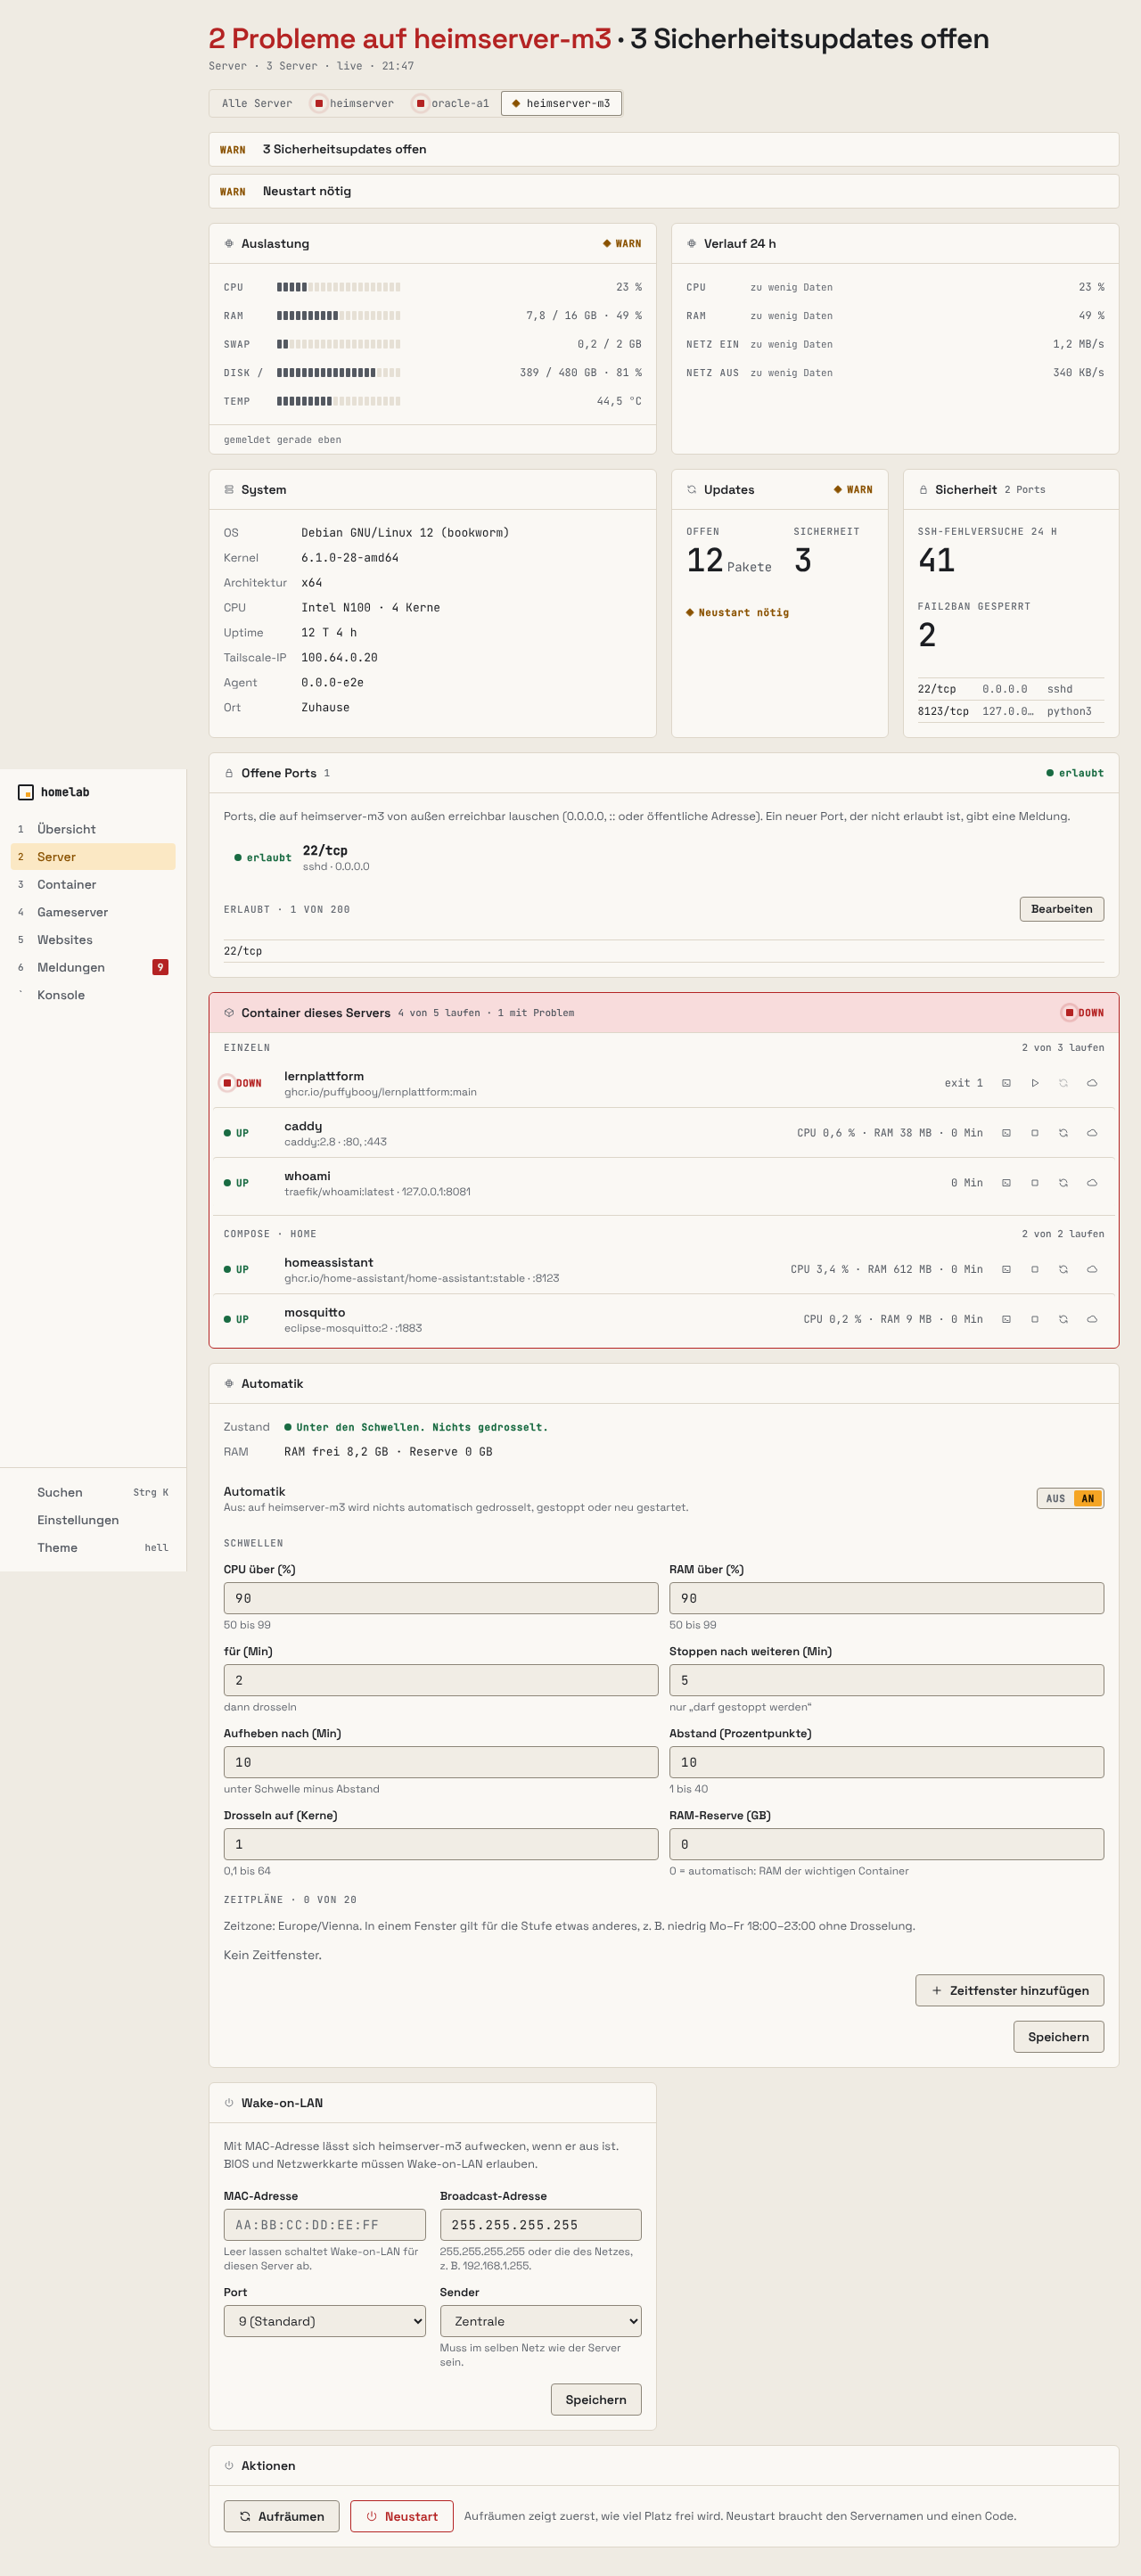 2 Probleme auf heimserver-m3 · 3 Sicherheitsupdates offen
Server · 3 Server · live · 21:47
Alle Server heimserver oracle-a1 heimserver-m3
WARN 3 Sicherheitsupdates offen
WARN Neustart nötig
Auslastung WARN
CPU 23 %
RAM 7,8 / 16 GB · 49 %
SWAP 0,2 / 2 GB
DISK / 389 / 480 GB · 81 %
TEMP 44,5 °C
gemeldet gerade eben
Verlauf 24 h
CPU zu wenig Daten 23 %
RAM zu wenig Daten 49 %
NETZ EIN zu wenig Daten 1,2 MB/s
NETZ AUS zu wenig Daten 340 KB/s
System
OS Debian GNU/Linux 12 (bookworm)
Kernel 6.1.0-28-amd64
Architektur x64
CPU Intel N100 · 4 Kerne
Uptime 12 T 4 h
Tailscale-IP 100.64.0.20
Agent 0.0.0-e2e
Ort Zuhause
Updates WARN
OFFEN SICHERHEIT
12 Pakete 3
Neustart nötig
Sicherheit 2 Ports
SSH-FEHLVERSUCHE 24 H
41
FAIL2BAN GESPERRT
2
22/tcp 0.0.0.0 sshd
8123/tcp 127.0.0… python3
homelab
1 Übersicht
2 Server
3 Container
4 Gameserver
5 Websites
6 Meldungen 9
` Konsole
Suchen Strg K
Einstellungen
Theme hell
Offene Ports 1 erlaubt
Ports, die auf heimserver-m3 von außen erreichbar lauschen (0.0.0.0, :: oder öffentliche Adresse). Ein neuer Port, der nicht erlaubt ist, gibt eine Meldung.
erlaubt 22/tcp
sshd · 0.0.0.0
ERLAUBT · 1 VON 200 Bearbeiten
22/tcp
Container dieses Servers 4 von 5 laufen · 1 mit Problem DOWN
EINZELN 2 von 3 laufen
DOWN lernplattform exit 1
ghcr.io/puffybooy/lernplattform:main
UP caddy CPU 0,6 % · RAM 38 MB · 0 Min
caddy:2.8 · :80, :443
UP whoami 0 Min
traefik/whoami:latest · 127.0.0.1:8081
COMPOSE · HOME 2 von 2 laufen
UP homeassistant CPU 3,4 % · RAM 612 MB · 0 Min
ghcr.io/home-assistant/home-assistant:stable · :8123
UP mosquitto CPU 0,2 % · RAM 9 MB · 0 Min
eclipse-mosquitto:2 · :1883
Automatik
Zustand Unter den Schwellen. Nichts gedrosselt.
RAM RAM frei 8,2 GB · Reserve 0 GB
Automatik AUS AN
Aus: auf heimserver-m3 wird nichts automatisch gedrosselt, gestoppt oder neu gestartet.
SCHWELLEN
CPU über (%) RAM über (%)
90 90
50 bis 99 50 bis 99
für (Min) Stoppen nach weiteren (Min)
2 5
dann drosseln nur „darf gestoppt werden“
Aufheben nach (Min) Abstand (Prozentpunkte)
10 10
unter Schwelle minus Abstand 1 bis 40
Drosseln auf (Kerne) RAM-Reserve (GB)
1 0
0,1 bis 64 0 = automatisch: RAM der wichtigen Container
ZEITPLÄNE · 0 VON 20
Zeitzone: Europe/Vienna. In einem Fenster gilt für die Stufe etwas anderes, z. B. niedrig Mo–Fr 18:00–23:00 ohne Drosselung.
Kein Zeitfenster.
+ Zeitfenster hinzufügen
Speichern
Wake-on-LAN
Mit MAC-Adresse lässt sich heimserver-m3 aufwecken, wenn er aus ist.
BIOS und Netzwerkkarte müssen Wake-on-LAN erlauben.
MAC-Adresse Broadcast-Adresse
AA:BB:CC:DD:EE:FF 255.255.255.255
Leer lassen schaltet Wake-on-LAN für 255.255.255.255 oder die des Netzes,
diesen Server ab. z. B. 192.168.1.255.
Port Sender
9 (Standard) Zentrale
Muss im selben Netz wie der Server
sein.
Speichern
Aktionen
Aufräumen Neustart Aufräumen zeigt zuerst, wie viel Platz frei wird. Neustart braucht den Servernamen und einen Code.